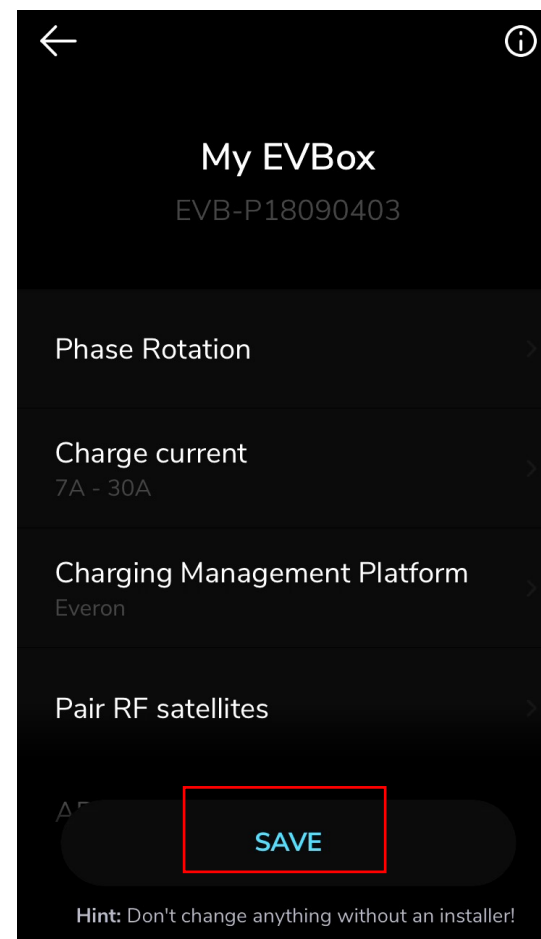 My EVBox
EVB-P18090403
Phase Rotation
Charge current
7A - 30A
Charging Management Platform
Everon
Pair RF satellites
SAVE
Hint: Don't change anything without an installer!